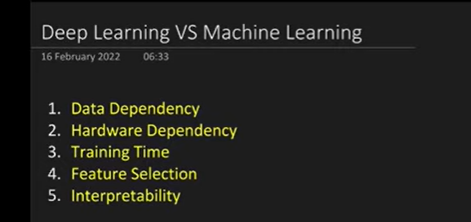 Deep Learning VS Machine Learning
16 February 2022 06:33
1. Data Dependency
2. Hardware Dependency
3. Training Time
4. Feature Selection
5. Interpretability